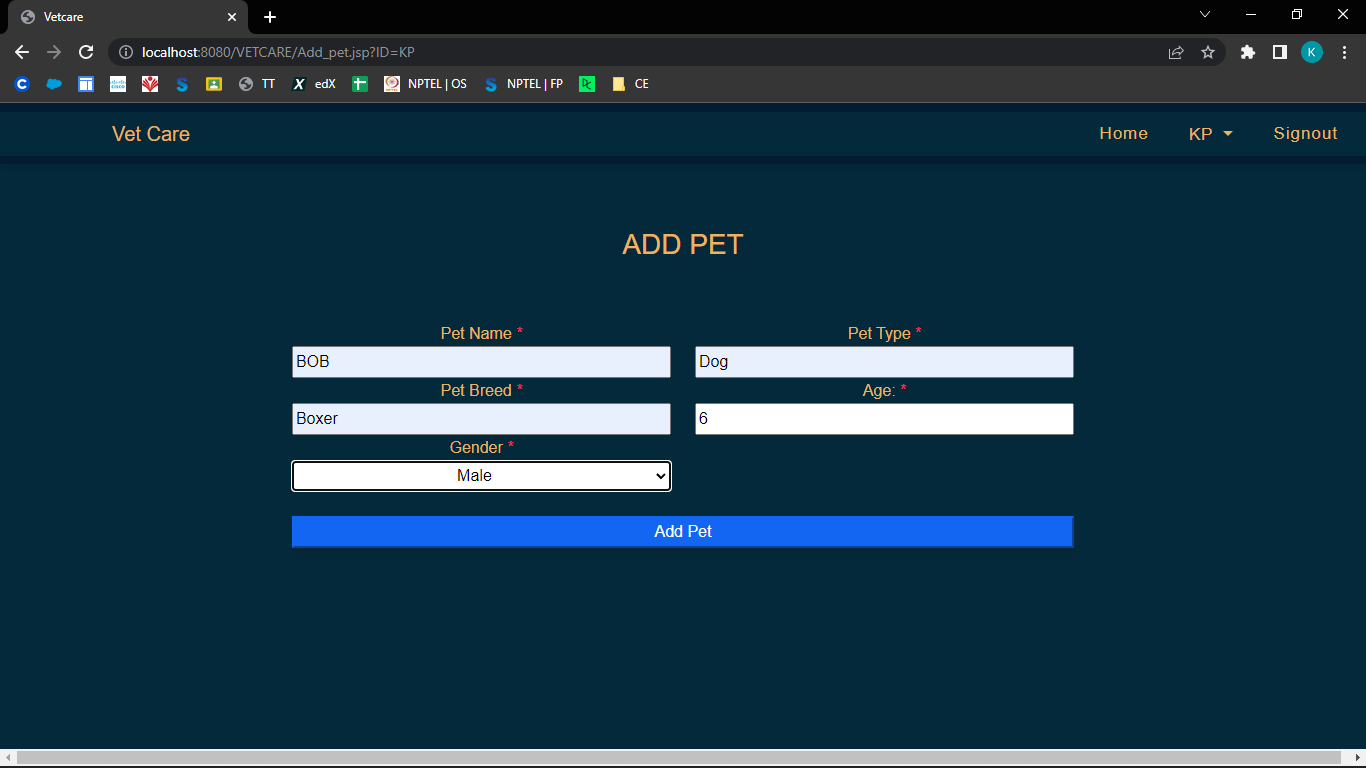 Vetcare
localhost:8080/VETCARE/Add_pet.jsp?ID=KP
K
TT edX NPTEL | OS NPTEL | FP CE
Vet Care Home KP Signout
ADD PET
Pet Name * Pet Type *
BOB Dog
Pet Breed * Age: *
Boxer 6
Gender *
Male
Add Pet